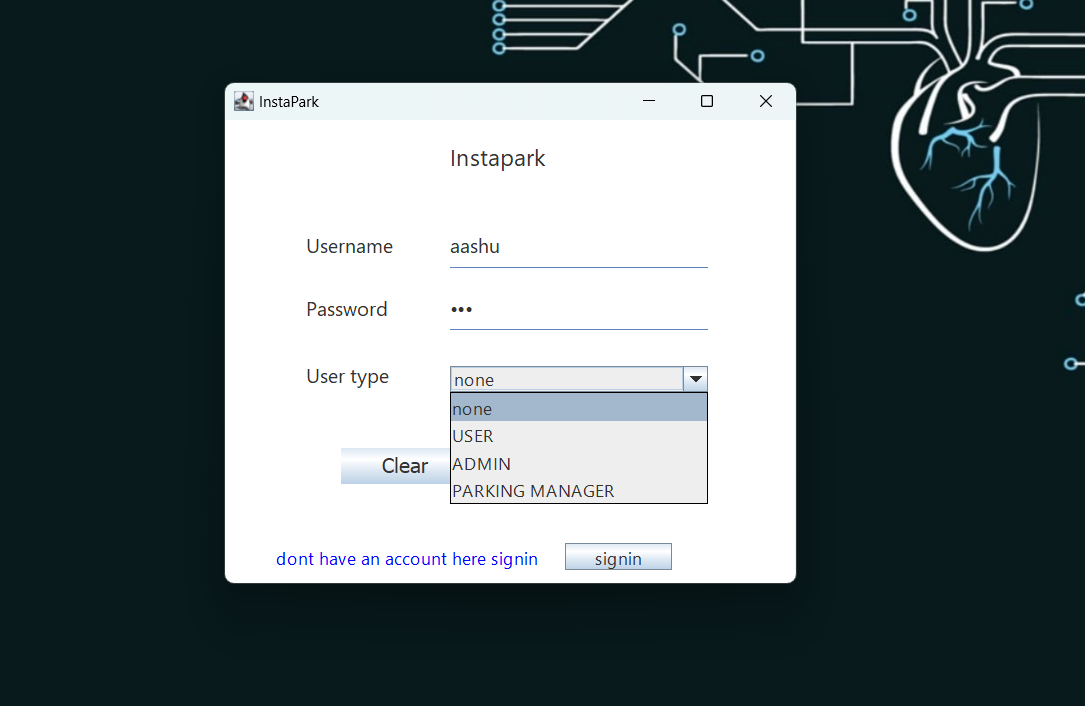 InstaPark
Instapark
Username aashu
Password •••
User type none
none
USER
ADMIN
PARKING MANAGER
Clear
dont have an account here signin signin